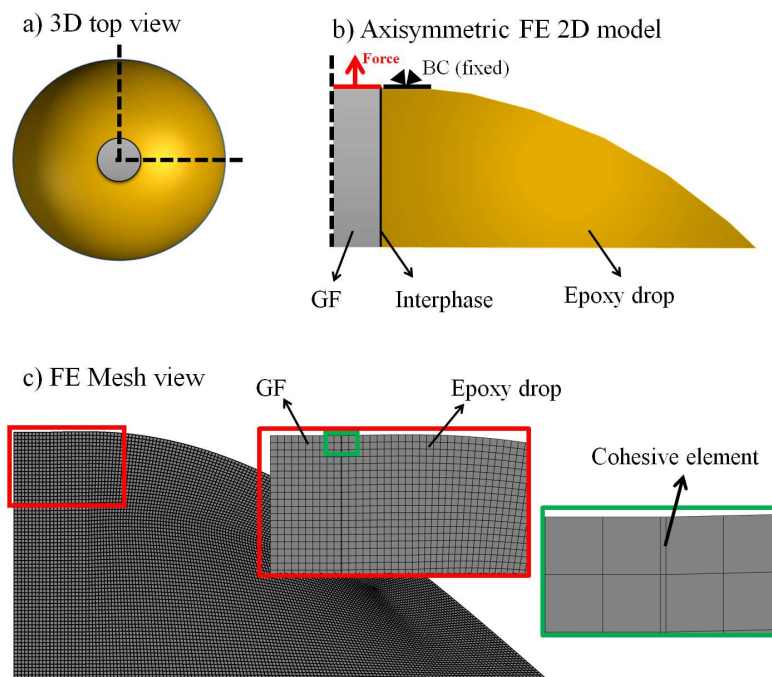 a) 3D top view
b) Axisymmetric FE 2D model
Force
BC (fixed)
GF
Interphase
Epoxy drop
c) FE Mesh view
GF
Epoxy drop
Cohesive element